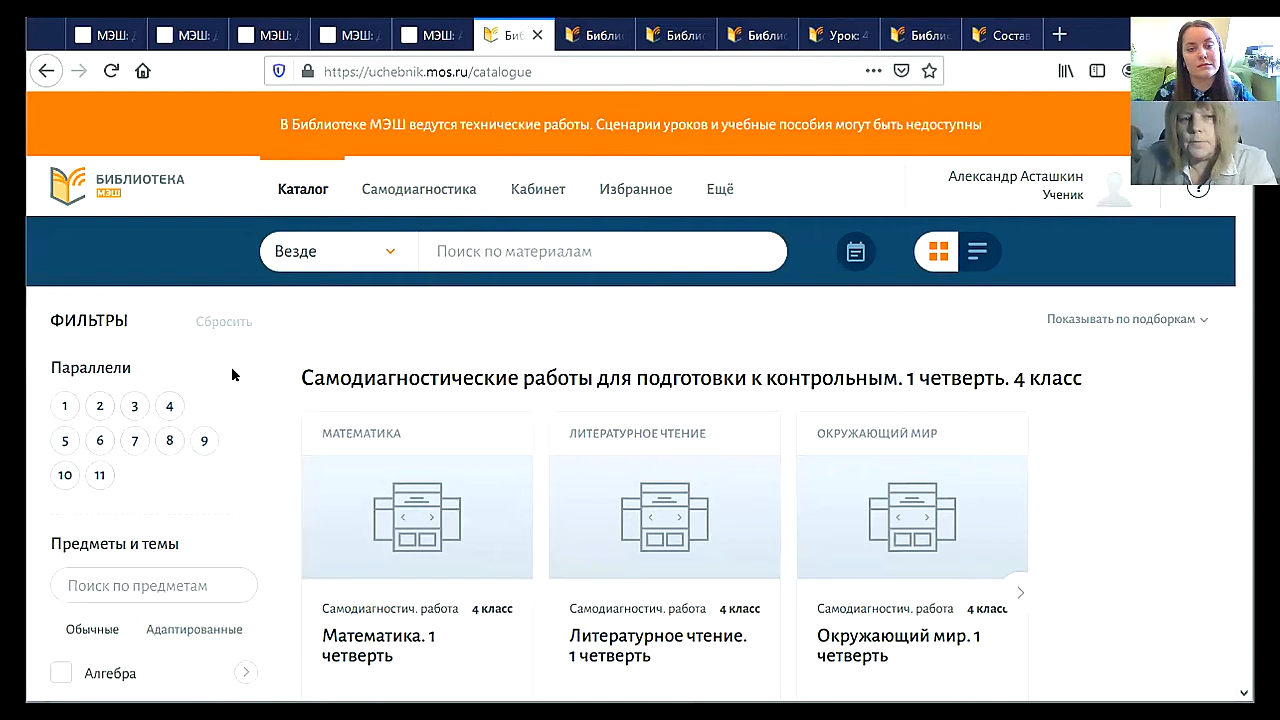 МЭШ: МЭШ: МЭШ: МЭШ: МЭШ: Биб Библи Библи Библи Урок: 4 Библи Состав
https://uchebnik.mos.ru/catalogue
В Библиотеке МЭШ ведутся технические работы. Сценарии уроков и учебные пособия могут быть недоступны
БИБЛИОТЕКА
МЭШ
Каталог Самодиагностика Кабинет Избранное Ещё
Александр Асташкин
Ученик
?
Везде Поиск по материалам
ФИЛЬТРЫ Сбросить
Показывать по подборкам
Параллели
1 2 3 4
5 6 7 8 9
10 11
Предметы и темы
Поиск по предметам
Обычные Адаптированные
Алгебра
Самодиагностические работы для подготовки к контрольным. 1 четверть. 4 класс
МАТЕМАТИКА
Самодиагностич. работа 4 класс
Математика. 1
четверть
ЛИТЕРАТУРНОЕ ЧТЕНИЕ
Самодиагностич. работа 4 класс
Литературное чтение.
1 четверть
ОКРУЖАЮЩИЙ МИР
Самодиагностич. работа 4 класс
Окружающий мир. 1
четверть